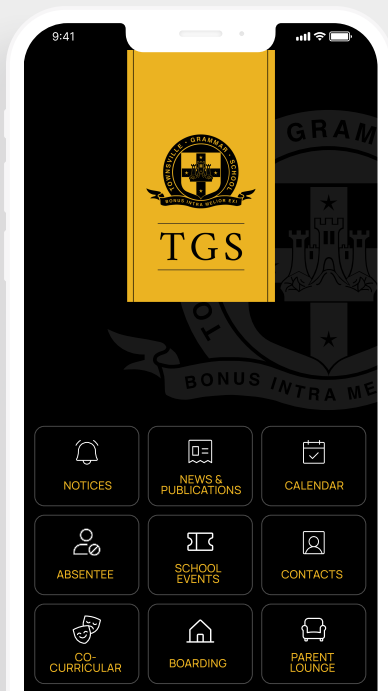 9:41
TOWNSVILLE · GRAMMAR · SCHOOL
BONUS INTRA MELIOR EXI
TGS
GRAM
TO
BONUS INTRA ME
NOTICES
NEWS &
PUBLICATIONS
CALENDAR
ABSENTEE
SCHOOL
EVENTS
CONTACTS
CO-
CURRICULAR
BOARDING
PARENT
LOUNGE